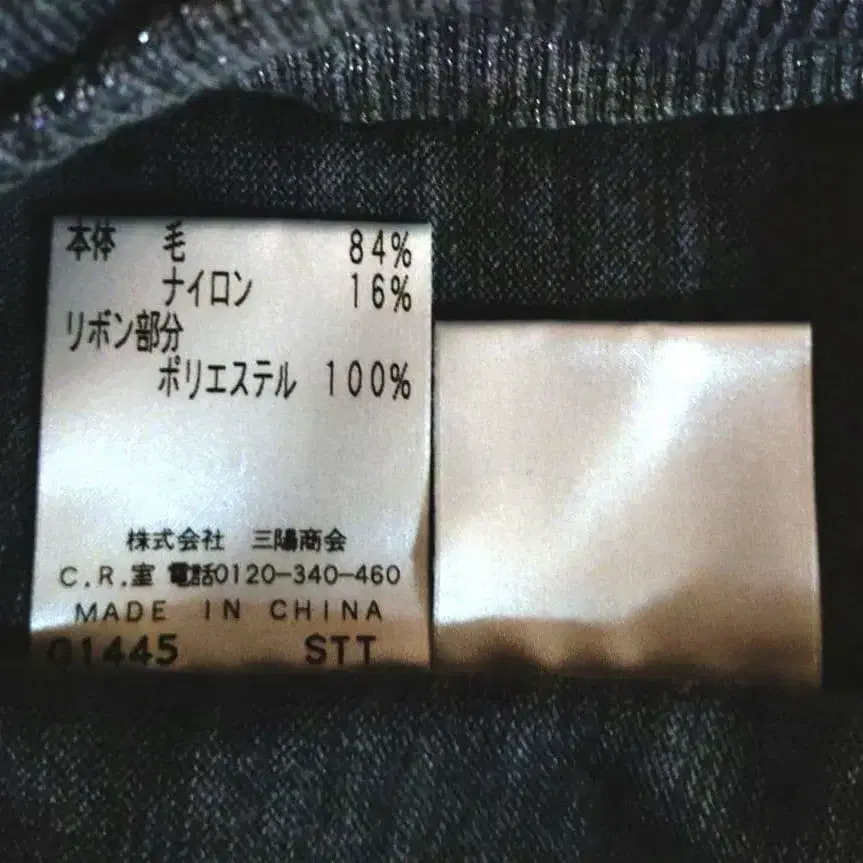 本体 毛 84%
ナイロン 16%
リボン部分
ポリエステル 100%
株式会社 三陽商会
C.R.室 電話0120-340-460
MADE IN CHINA
01445 STT